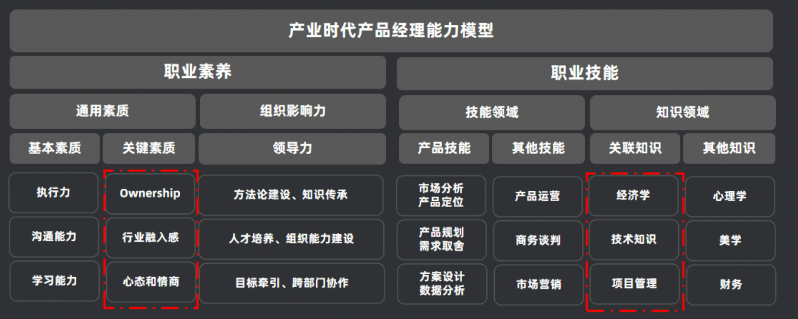 产业时代产品经理能力模型
职业素养
职业技能
通用素质
组织影响力
技能领域
知识领域
基本素质
关键素质
领导力
产品技能
其他技能
关联知识
其他知识
执行力
Ownership
方法论建设、知识传承
市场分析
产品定位
产品运营
经济学
心理学
沟通能力
行业融入感
人才培养、组织能力建设
产品规划
需求取舍
商务谈判
技术知识
美学
学习能力
心态和情商
目标牵引、跨部门协作
方案设计
数据分析
市场营销
项目管理
财务